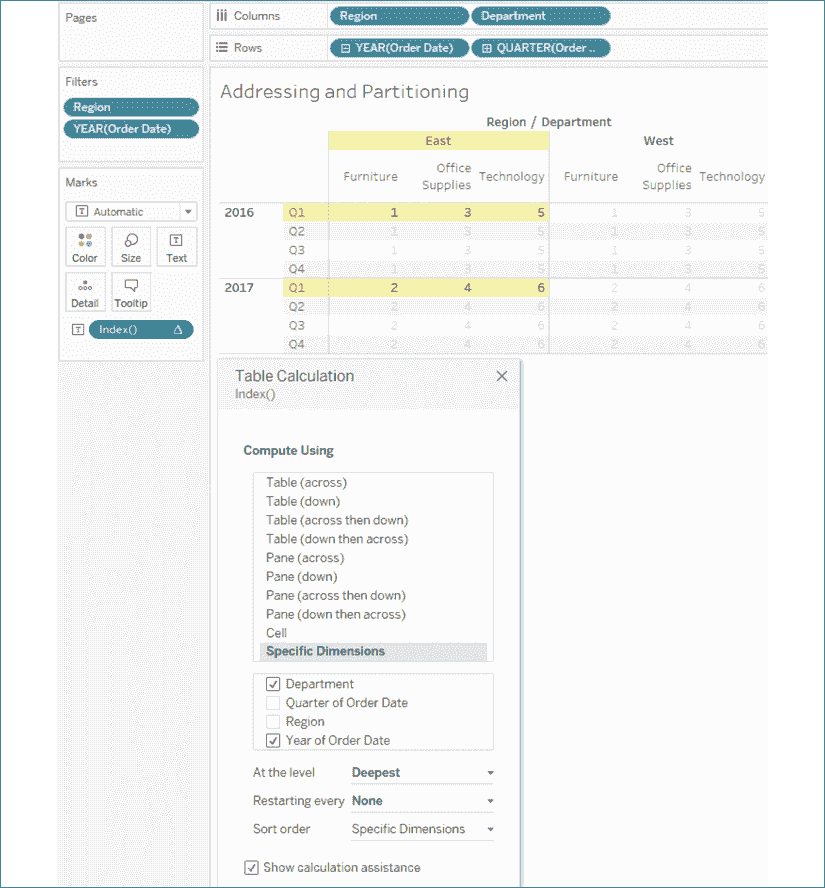 Pages
Columns Region Department
Rows YEAR(Order Date) QUARTER(Order ..
Filters
Region
YEAR(Order Date)
Marks
Automatic
Color Size Text
Detail Tooltip
Index()
Addressing and Partitioning
Region / Department
East West
Furniture Office Supplies Technology Furniture Office Supplies Technology
2016 Q1 1 3 5 1 3 5
Q2 1 3 5 1 3 5
Q3 1 3 5 1 3 5
Q4 1 3 5 1 3 5
2017 Q1 2 4 6 2 4 6
Q2 2 4 6 2 4 6
Q3 2 4 6 2 4 6
Q4 2 4 6 2 4 6
Table Calculation
Index()
Compute Using
Table (across)
Table (down)
Table (across then down)
Table (down then across)
Pane (across)
Pane (down)
Pane (across then down)
Pane (down then across)
Cell
Specific Dimensions
Department
Quarter of Order Date
Region
Year of Order Date
At the level Deepest
Restarting every None
Sort order Specific Dimensions
Show calculation assistance